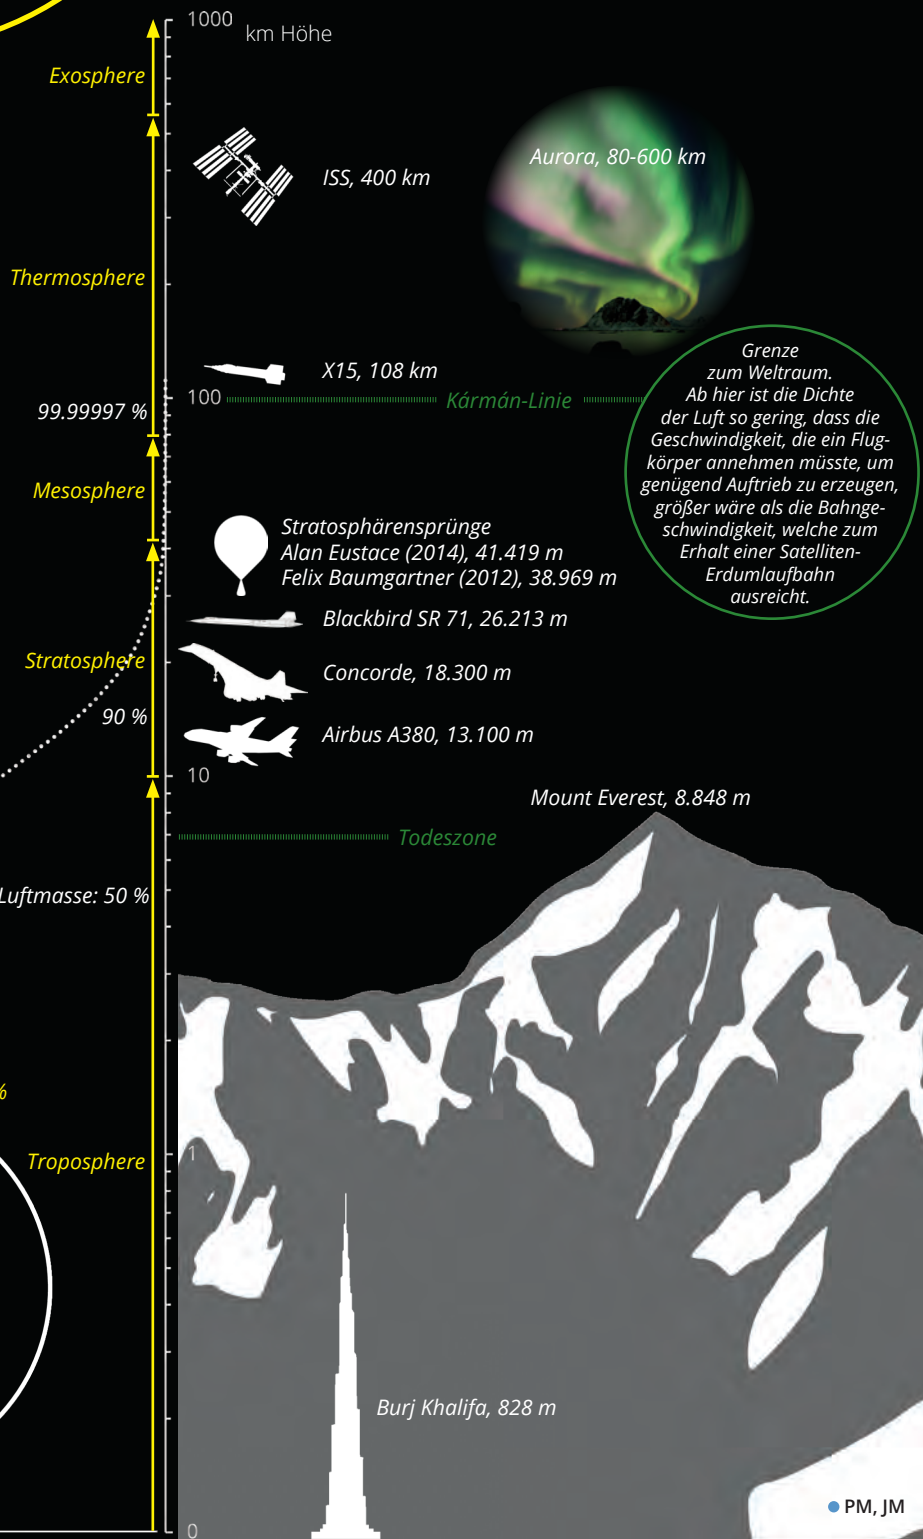 1000
km Höhe
Exosphere
Aurora, 80-600 km
ISS, 400 km
Thermosphere
X15, 108 km
100
Kármán-Linie
99.99997 %
Grenze
zum Weltraum.
Ab hier ist die Dichte
der Luft so gering, dass die
Geschwindigkeit, die ein Flug-
körper annehmen müsste, um
genügend Auftrieb zu erzeugen,
größer wäre als die Bahnge-
schwindigkeit, welche zum
Erhalt einer Satelliten-
Erdumlaufbahn
ausreicht.
Mesosphere
Stratosphärensprünge
Alan Eustace (2014), 41.419 m
Felix Baumgartner (2012), 38.969 m
Blackbird SR 71, 26.213 m
Stratosphere
Concorde, 18.300 m
90 %
Airbus A380, 13.100 m
10
Mount Everest, 8.848 m
Todeszone
Luftmasse: 50 %
%
1
Troposphere
Burj Khalifa, 828 m
PM, JM
0